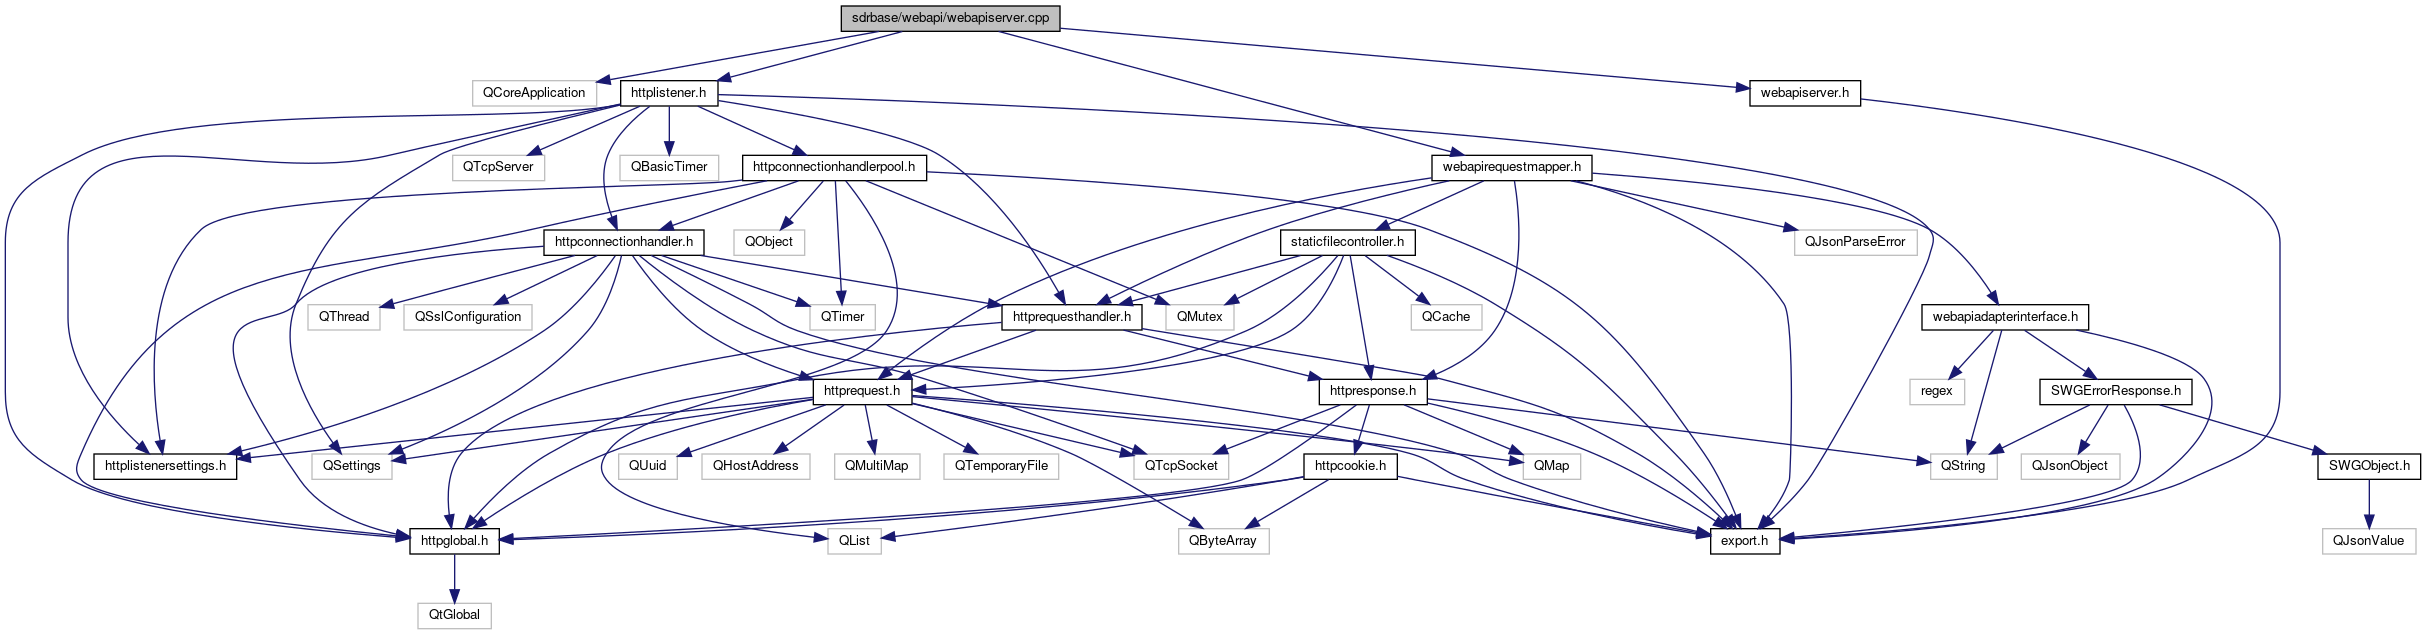 sdrbase/webapi/webapiserver.cpp
QCoreApplication
httplistener.h
webapiserver.h
QTcpServer
QBasicTimer
httpconnectionhandlerpool.h
webapirequestmapper.h
httpconnectionhandler.h
QObject
staticfilecontroller.h
QJsonParseError
QThread
QSslConfiguration
QTimer
httprequesthandler.h
QMutex
QCache
webapiadapterinterface.h
httprequest.h
httpresponse.h
regex
SWGErrorResponse.h
httplistenersettings.h
QSettings
QUuid
QHostAddress
QMultiMap
QTemporaryFile
QTcpSocket
httpcookie.h
QMap
QString
QJsonObject
SWGObject.h
httpglobal.h
QList
QByteArray
export.h
QJsonValue
QtGlobal